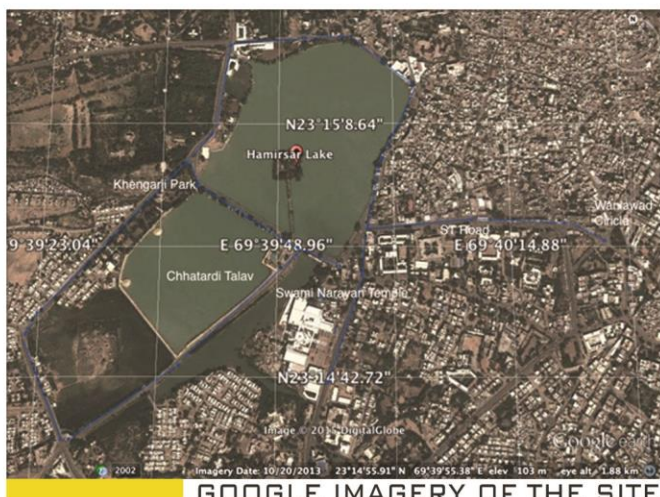 N23°15'8.64"
Hamirsar Lake
Khengarji Park
Waniawad
Circle
ST Road
9 39'23.04" E 69°39'48.96" E 69°40'14.88"
Chhatardi Talav
Swami Narayan Temple
N23°14'42.72"
Image © 2015 DigitalGlobe
Google earth
2002 Imagery Date: 10/20/2013 23°14'55.91" N 69°39'55.38" E elev 103 m eye alt 1.88 km
GOOGLE IMAGERY OF THE SITE